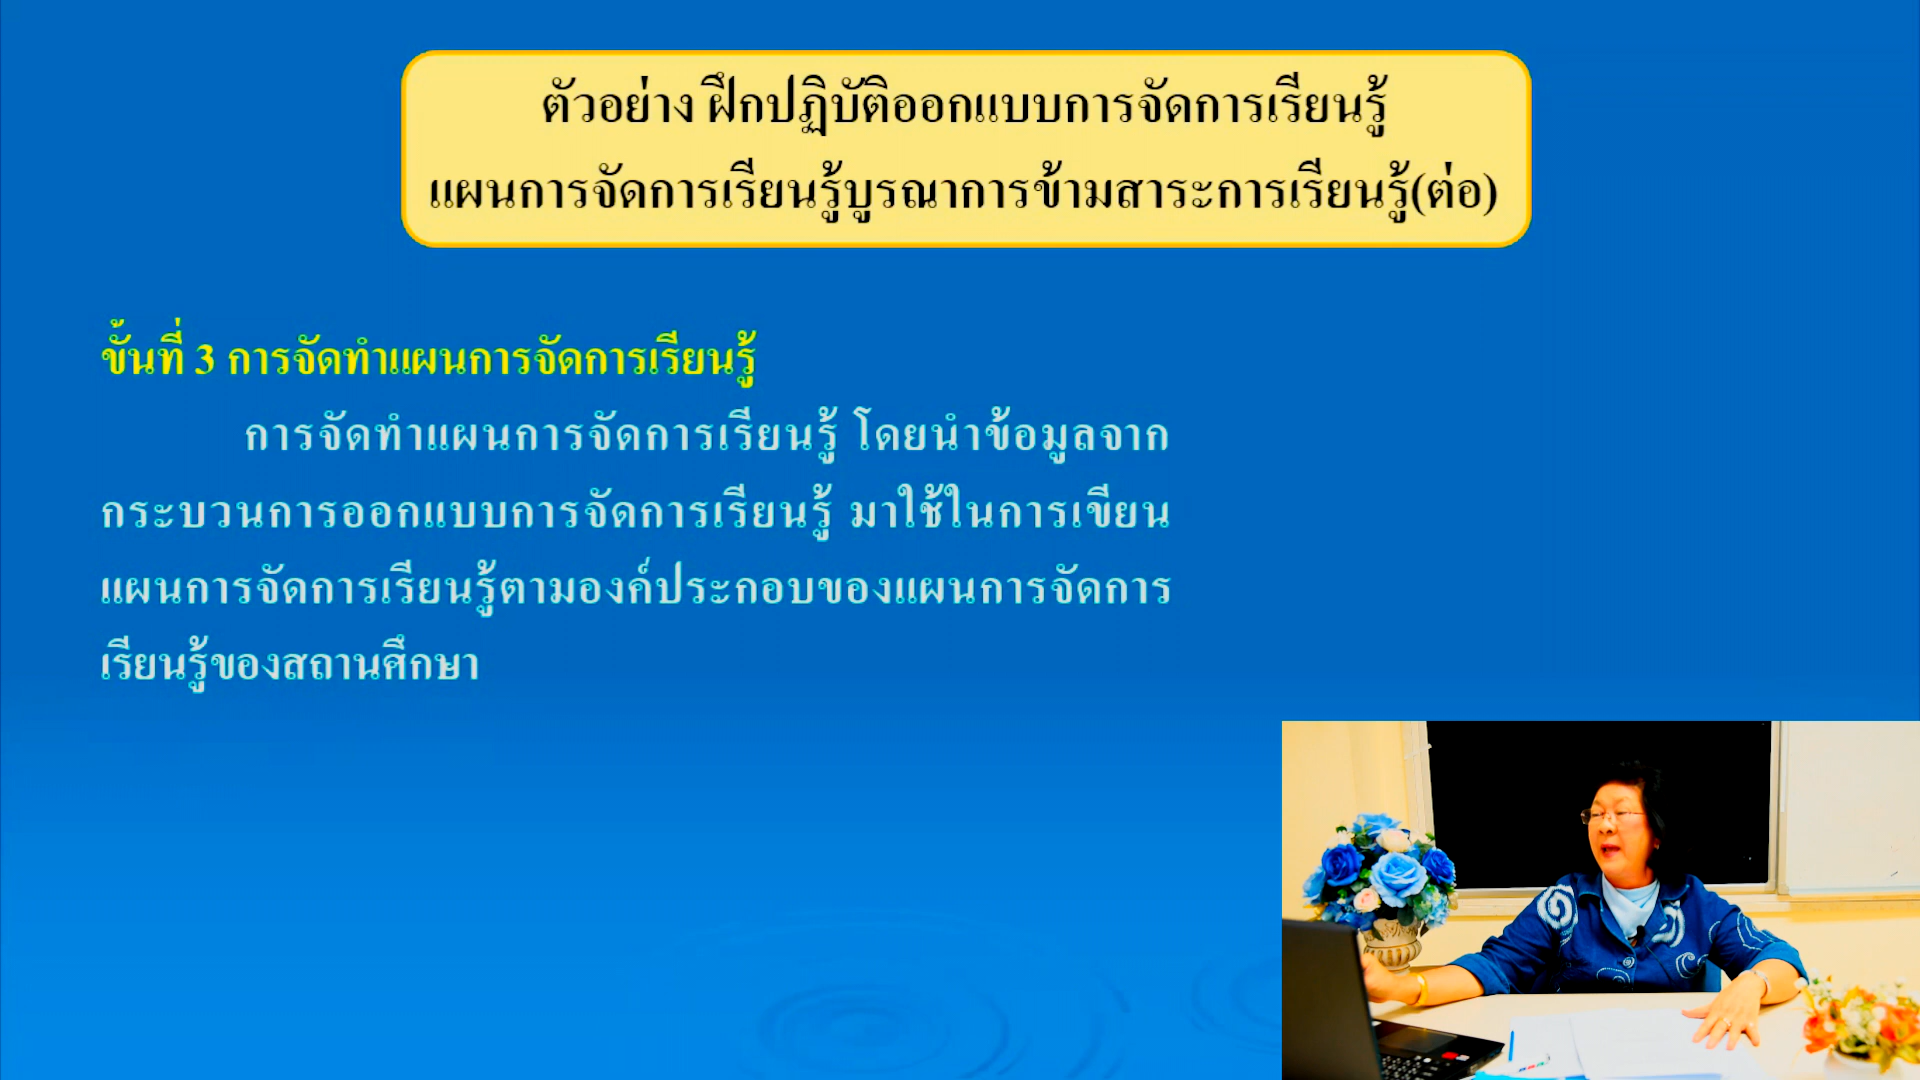 ตัวอย่าง ฝึกปฏิบัติออกแบบการจัดการเรียนรู้
แผนการจัดการเรียนรู้บูรณาการข้ามสาระการเรียนรู้(ต่อ)
ขั้นที่ 3 การจัดทำแผนการจัดการเรียนรู้
การจัดทำแผนการจัดการเรียนรู้ โดยนำข้อมูลจาก
กระบวนการออกแบบการจัดการเรียนรู้ มาใช้ในการเขียน
แผนการจัดการเรียนรู้ตามองค์ประกอบของแผนการจัดการ
เรียนรู้ของสถานศึกษา